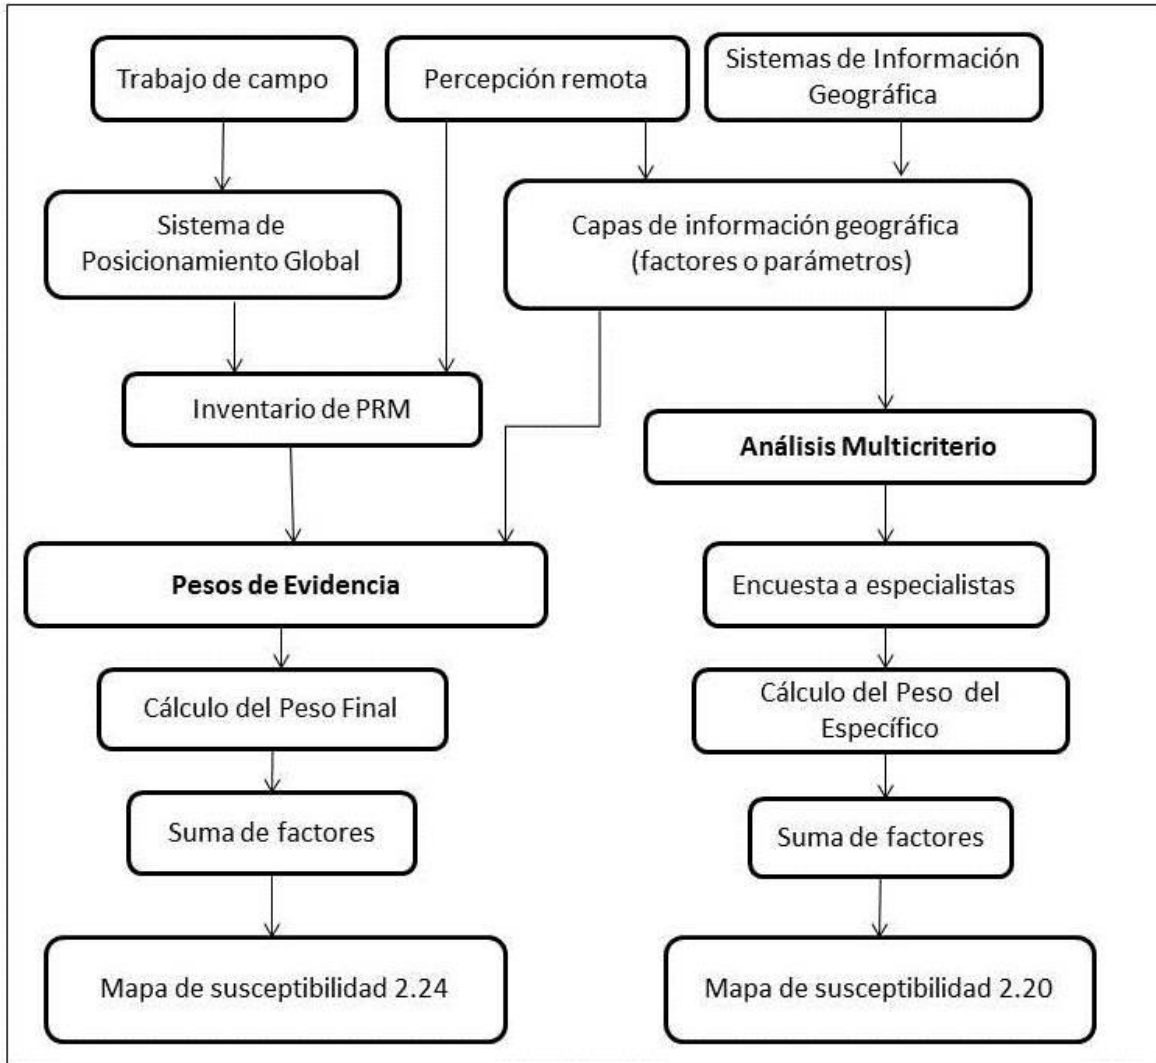 Trabajo de campo
Percepción remota
Sistemas de Información
Geográfica
Sistema de
Posicionamiento Global
Capas de información geográfica
(factores o parámetros)
Inventario de PRM
Análisis Multicriterio
Pesos de Evidencia
Encuesta a especialistas
Cálculo del Peso Final
Cálculo del Peso del
Específico
Suma de factores
Suma de factores
Mapa de susceptibilidad 2.24
Mapa de susceptibilidad 2.20